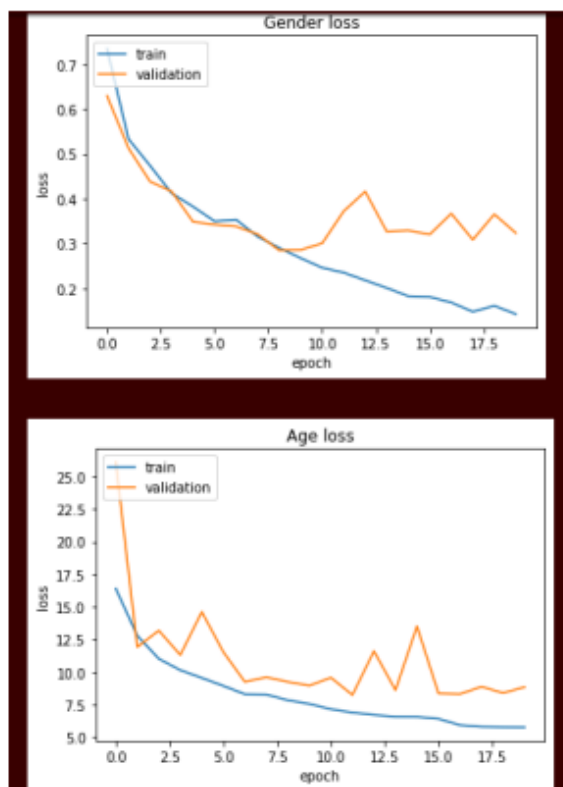 Gender loss
train
validation
0.7
0.6
0.5
0.4
0.3
0.2
loss
0.0 2.5 5.0 7.5 10.0 12.5 15.0 17.5
epoch
Age loss
train
validation
25.0
22.5
20.0
17.5
15.0
12.5
10.0
7.5
5.0
loss
0.0 2.5 5.0 7.5 10.0 12.5 15.0 17.5
epoch